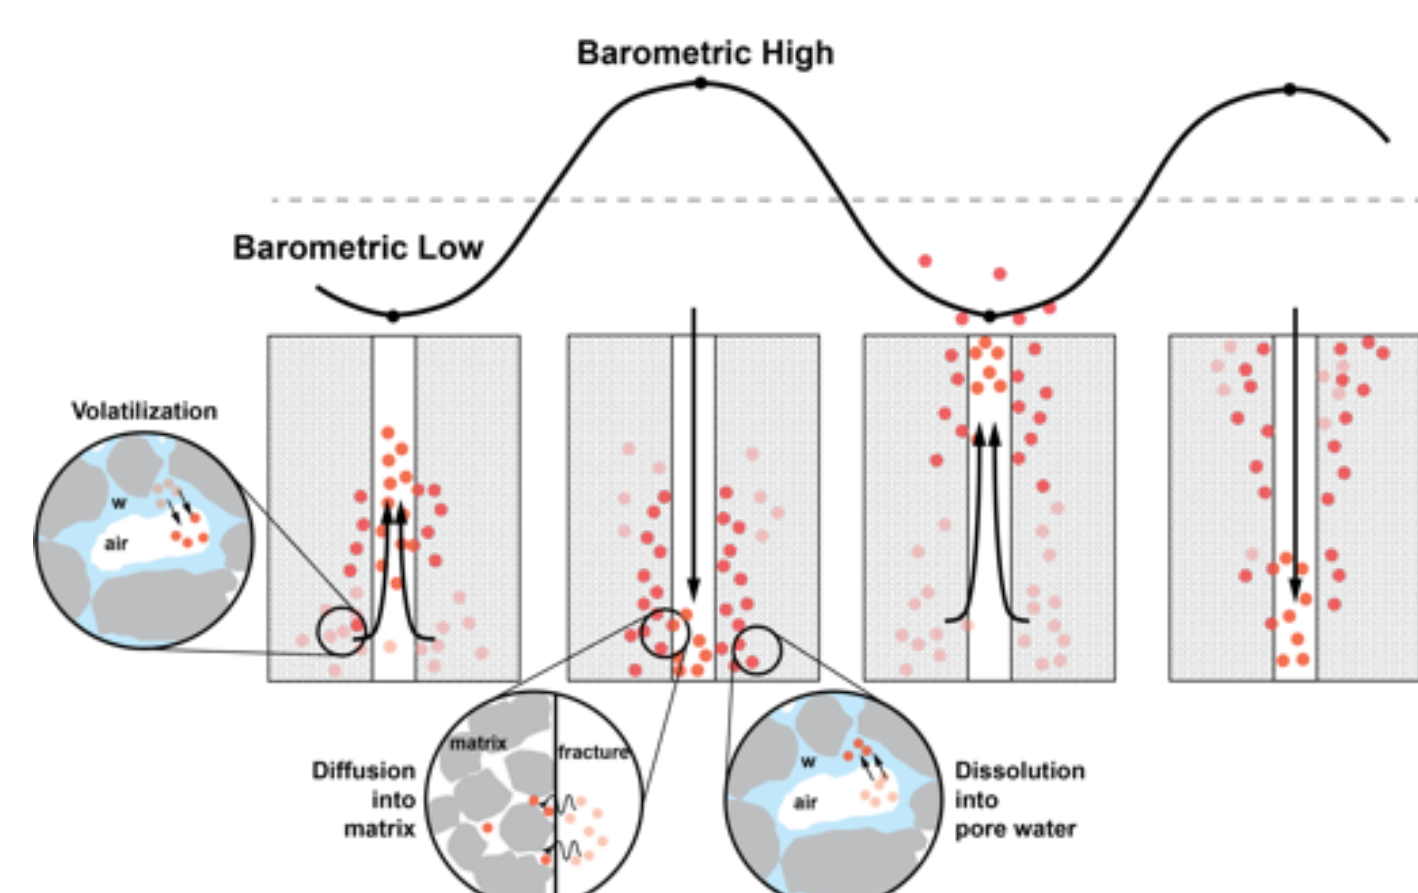 Barometric High
Barometric Low
Volatilization
w
air
matrix
fracture
Diffusion
into
matrix
w
air
Dissolution
into
pore water